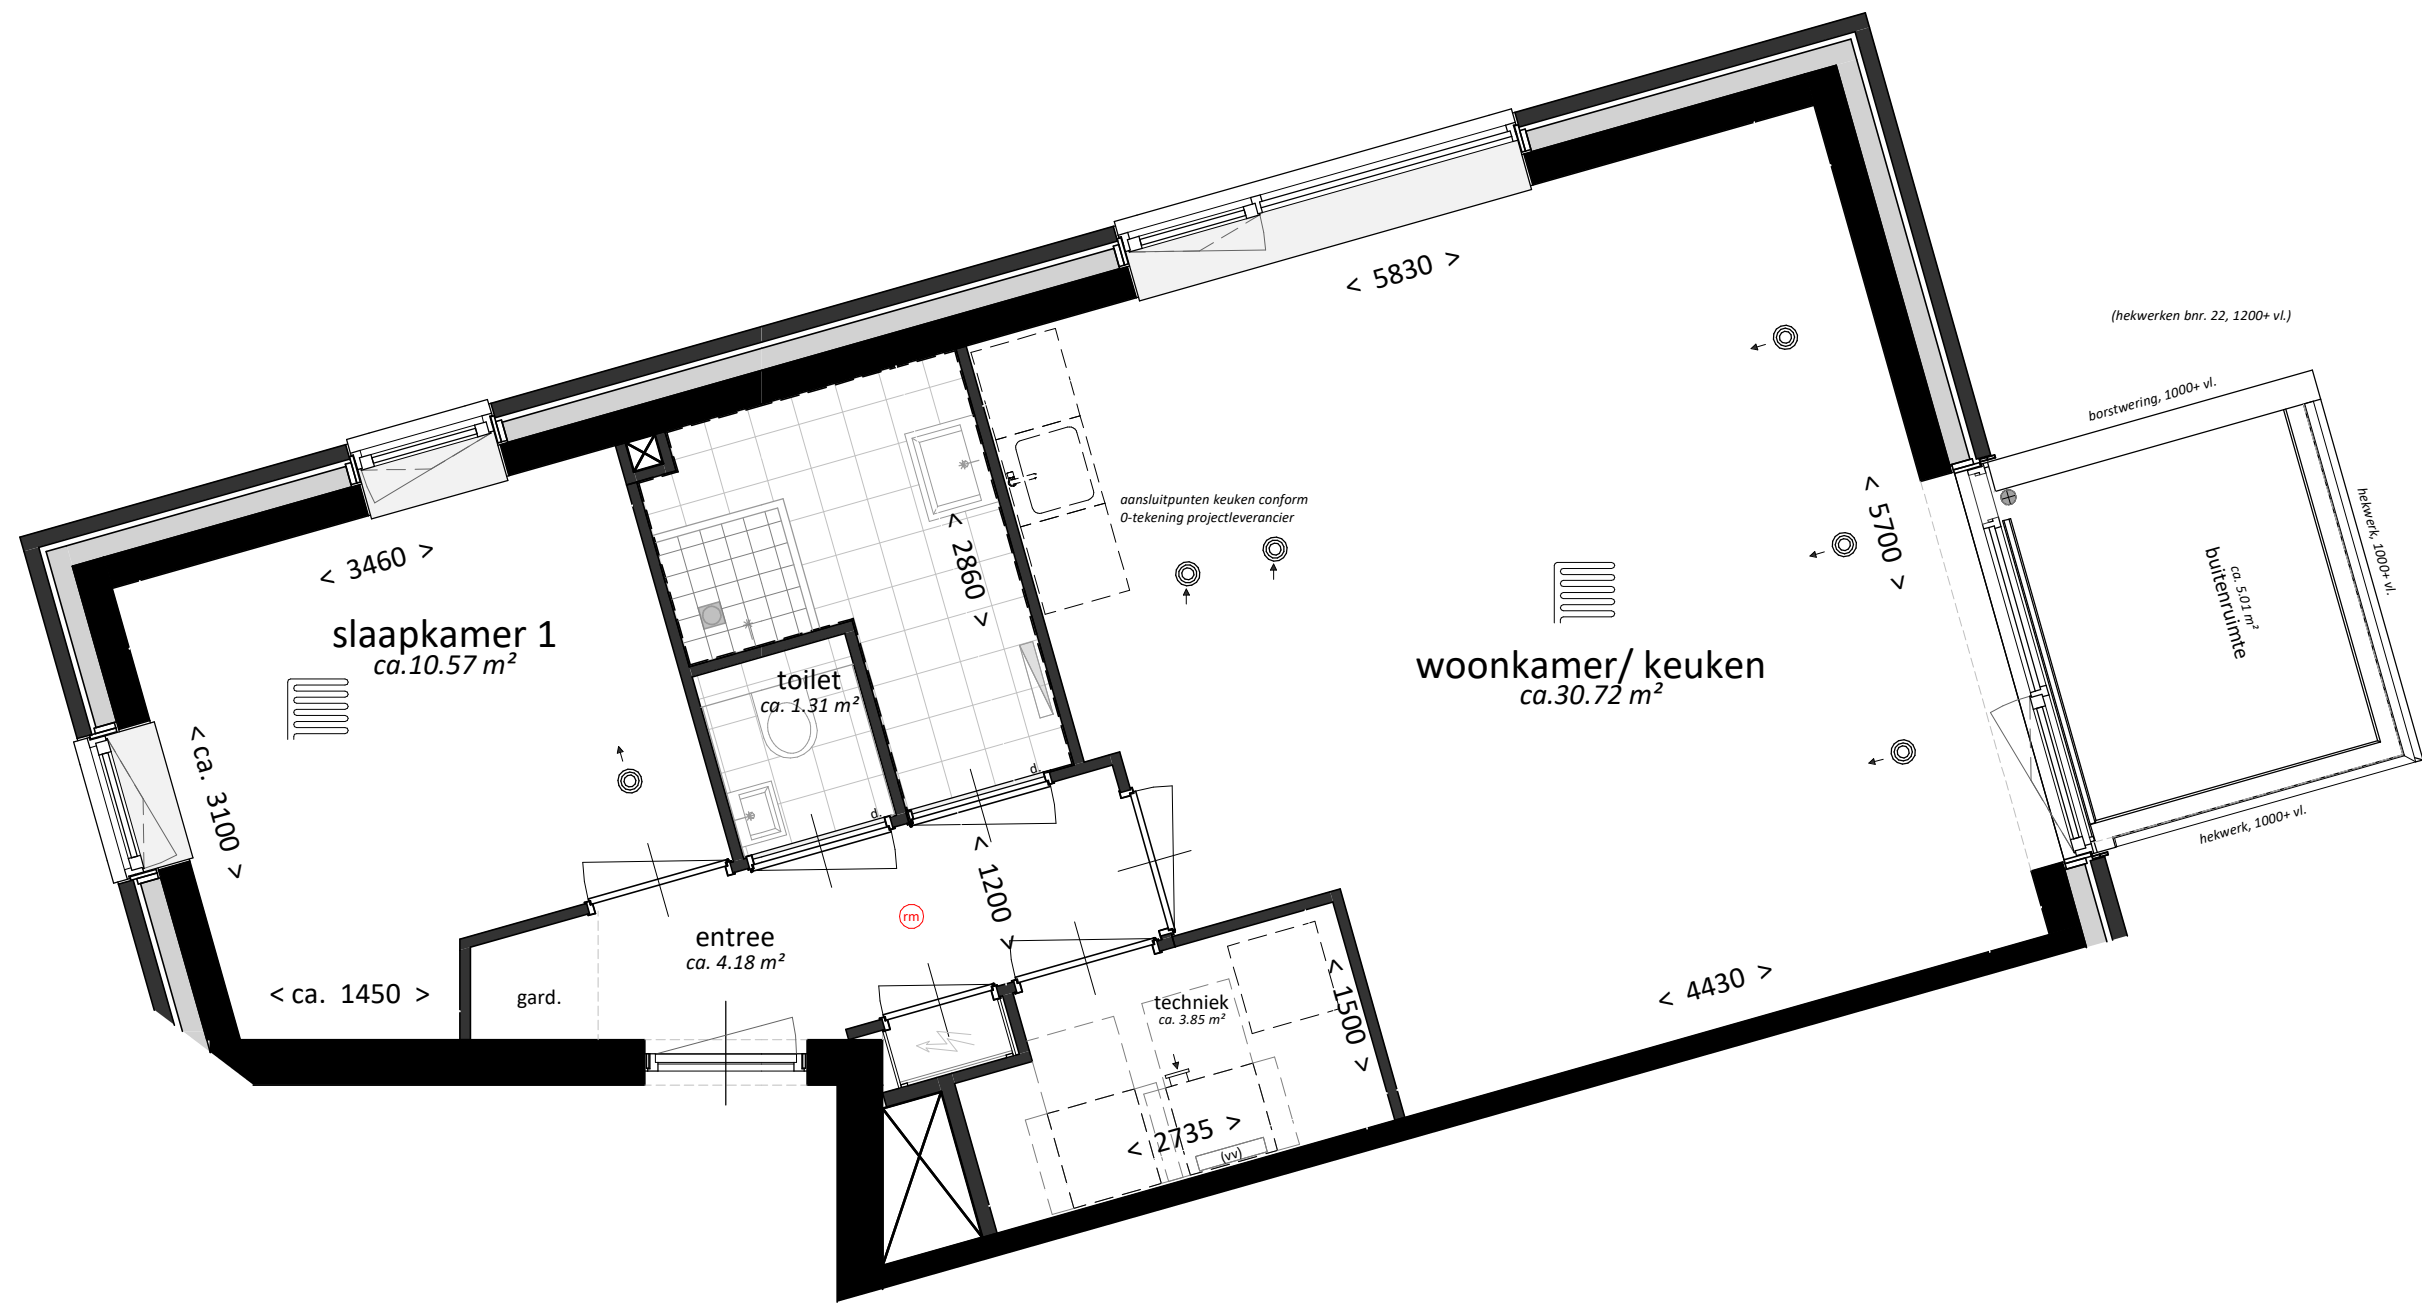 < 5830 >
(hekwerken bnr. 22, 1200+ vl.)
borstwering, 1000+ vl.
hekwerk, 1000+ vl.
aansluitpunten keuken conform
0-tekening projectleverancier
< 5700 >
< 3460 >
< 2860 >
slaapkamer 1
ca.10.57 m²
toilet
ca. 1.31 m²
woonkamer/ keuken
ca.30.72 m²
buitenruimte
ca. 5.01 m²
< ca. 3100 >
d.
d.
hekwerk, 1000+ vl.
< 1200 >
rm
entree
ca. 4.18 m²
< ca. 1450 >
gard.
techniek
ca. 3.85 m²
< 1500 >
< 4430 >
< 2735 >
(vv)